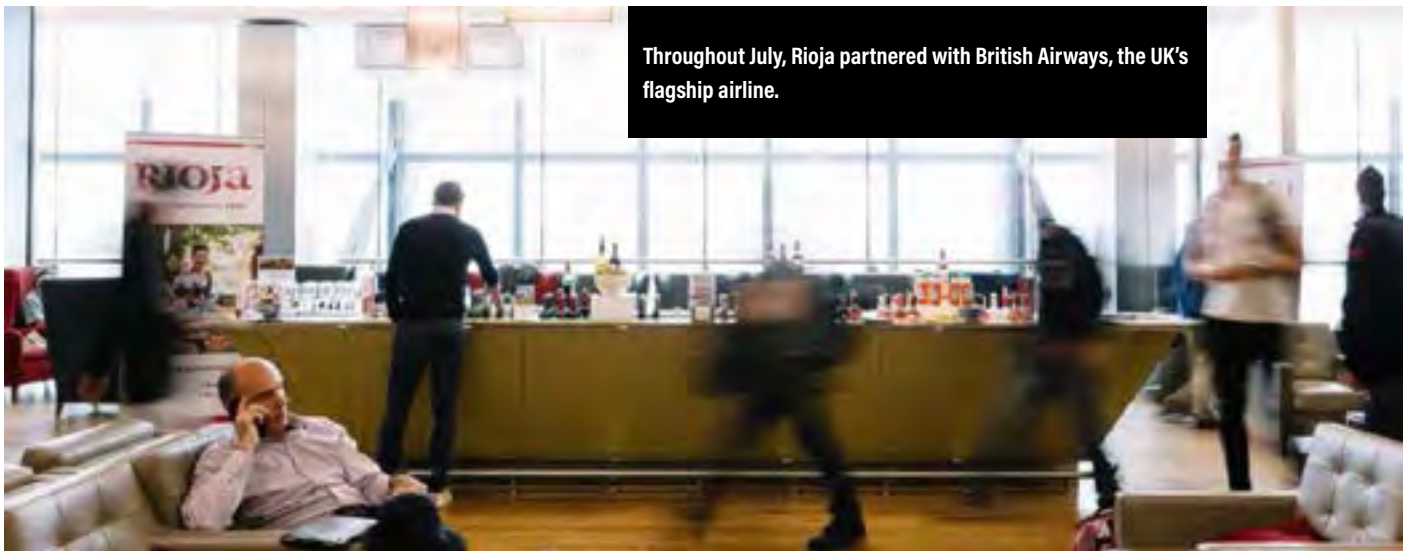 Throughout July, Rioja partnered with British Airways, the UK's
flagship airline.
RIOJA